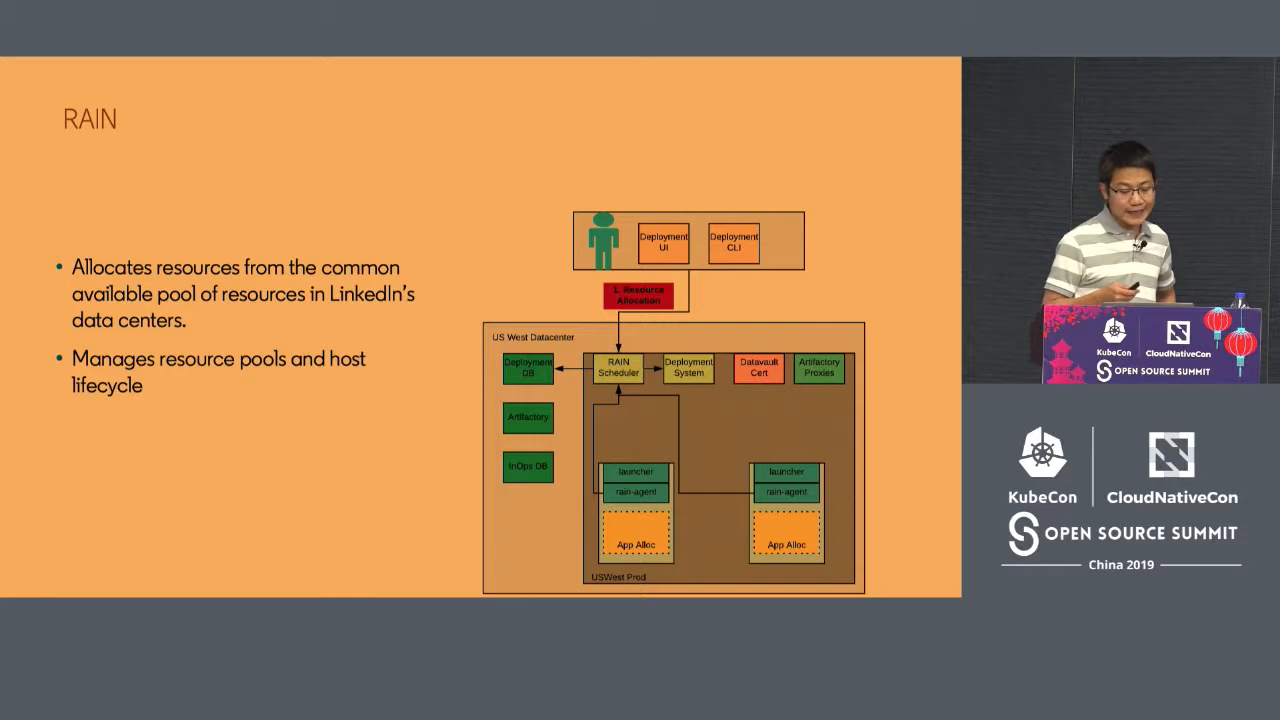 RAIN
• Allocates resources from the common
available pool of resources in LinkedIn's
data centers.
• Manages resource pools and host
lifecycle
Deployment
UI
Deployment
CLI
1. Resource
Allocation
US West Datacenter
Deployment
DB
RAIN
Scheduler
Deployment
System
Datavault
Cert
Artifactory
Proxies
Artifactory
InOps DB
launcher
rain-agent
App Alloc
launcher
rain-agent
App Alloc
USWest Prod
KubeCon
CloudNativeCon
OPEN SOURCE SUMMIT
KubeCon
CloudNativeCon
OPEN SOURCE SUMMIT
China 2019